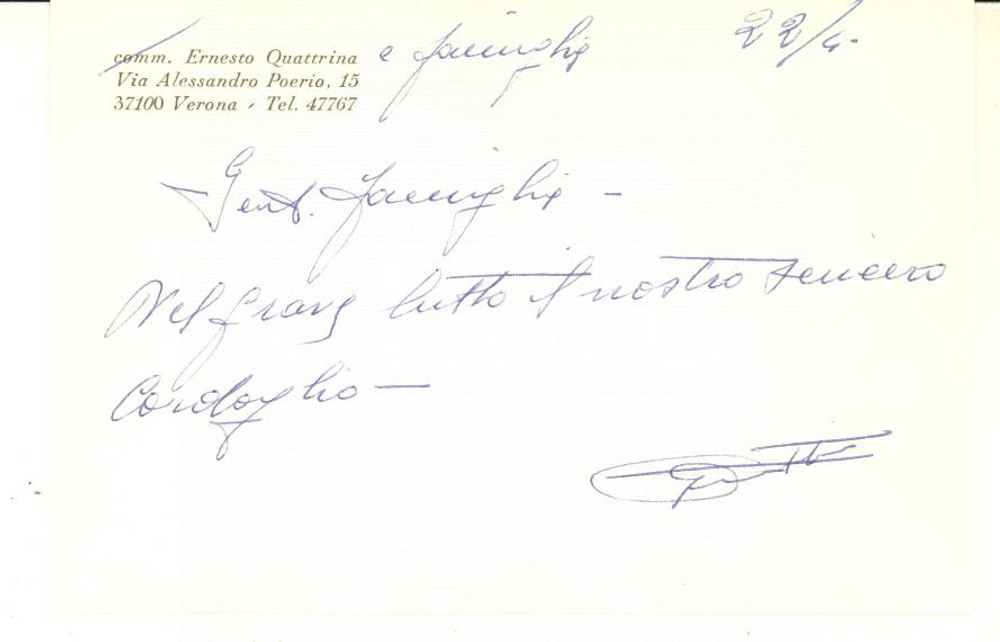 comm. Ernesto Quattrina e famiglia 22/4.
Via Alessandro Poerio, 15
37100 Verona - Tel. 47767
Gent. famiglia -
Nel grave lutto il nostro sincero
Cordoglio -